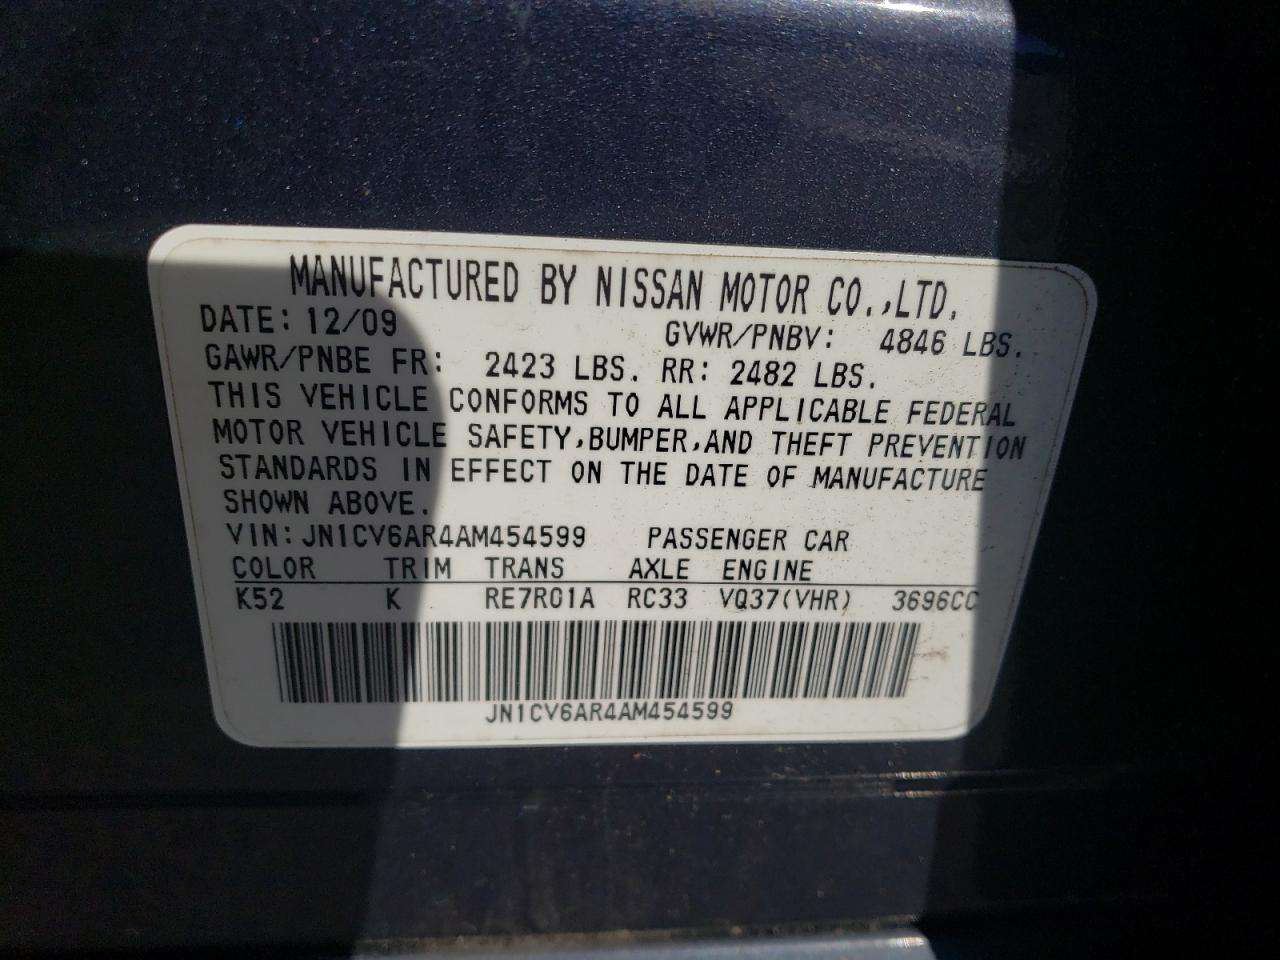 MANUFACTURED BY NISSAN MOTOR CO.,LTD.
DATE: 12/09 GVWR/PNBV: 4846 LBS.
GAWR/PNBE FR: 2423 LBS. RR: 2482 LBS.
THIS VEHICLE CONFORMS TO ALL APPLICABLE FEDERAL
MOTOR VEHICLE SAFETY,BUMPER,AND THEFT PREVENTION
STANDARDS IN EFFECT ON THE DATE OF MANUFACTURE
SHOWN ABOVE.
VIN:JN1CV6AR4AM454599 PASSENGER CAR
COLOR TRIM TRANS AXLE ENGINE
K52 K RE7R01A RC33 VQ37(VHR) 3696CC
JN1CV6AR4AM454599